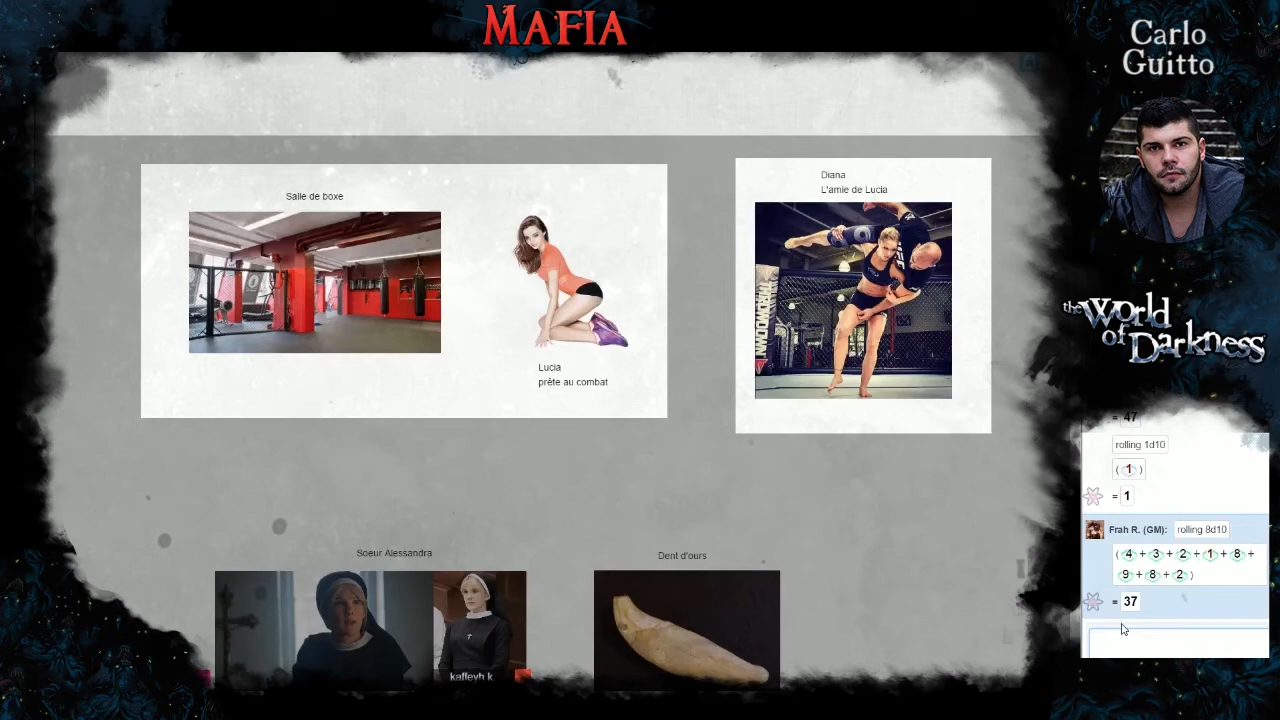 MAFIA
Carlo
Guitto
Salle de boxe
Diana
L'amie de Lucia
Lucia
prête au combat
the World
of Darkness
= 47
rolling 1d10
( 1 )
= 1
Frah R. (GM): rolling 8d10
( 4 + 3 + 2 + 1 + 8 +
9 + 8 + 2 )
= 37
Soeur Alessandra
Dent d'ours